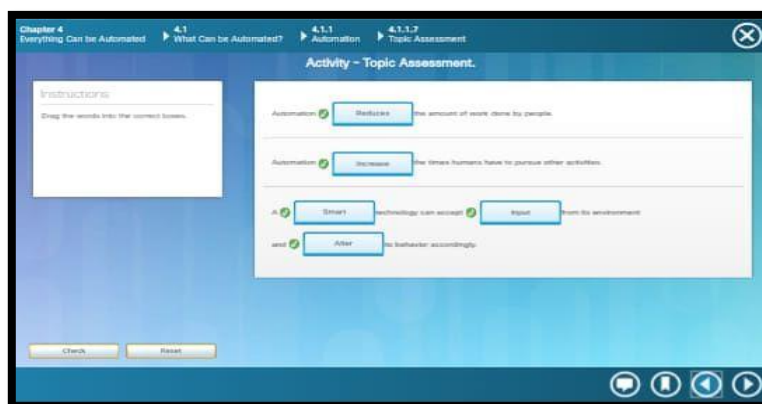 Chapter 4
Everything Can be Automated
4.1
What Can be Automated?
4.1.1
Automation
4.1.1.7
Topic Assessment
Activity - Topic Assessment.
Instructions
Drag the words into the correct boxes.
Automation Reduces the amount of work done by people.
Automation Increase the times humans have to pursue other activities.
A Smart technology can accept Input from its environment
and Alter its behavior accordingly.
Check
Reset